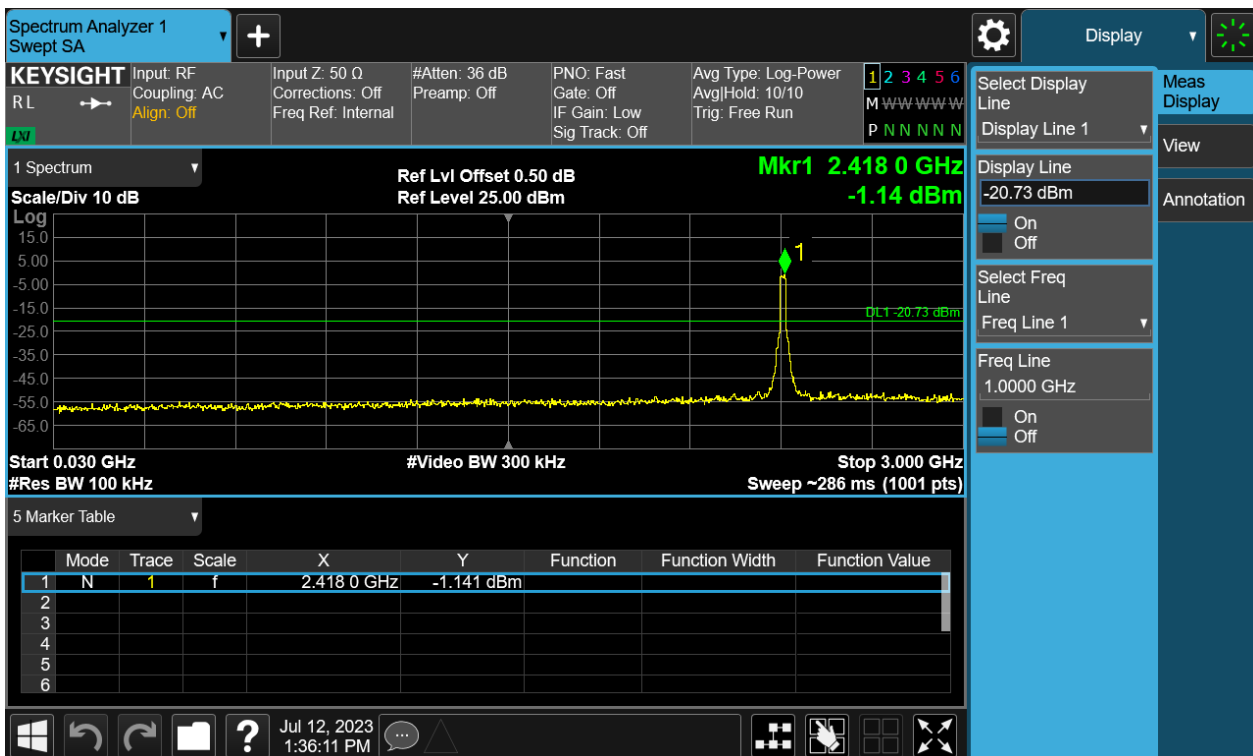 Spectrum Analyzer 1
Swept SA
+
Display
KEYSIGHT
R L
LXI
Input: RF
Coupling: AC
Align: Off
Input Z: 50 Ω
Corrections: Off
Freq Ref: Internal
#Atten: 36 dB
Preamp: Off
PNO: Fast
Gate: Off
IF Gain: Low
Sig Track: Off
Avg Type: Log-Power
Avg|Hold: 10/10
Trig: Free Run
1 2 3 4 5 6
M W W W W W
P N N N N N
1 Spectrum
Scale/Div 10 dB
Ref Lvl Offset 0.50 dB
Ref Level 25.00 dBm
Mkr1 2.418 0 GHz
-1.14 dBm
Log
15.0
5.00
-5.00
-15.0
-25.0
-35.0
-45.0
-55.0
-65.0
1
DL1 -20.73 dBm
Start 0.030 GHz
#Res BW 100 kHz
#Video BW 300 kHz
Stop 3.000 GHz
Sweep ~286 ms (1001 pts)
5 Marker Table
Mode Trace Scale X Y Function Function Width Function Value
1 N 1 f 2.418 0 GHz -1.141 dBm
2
3
4
5
6
Select Display
Line
Display Line 1
Display Line
-20.73 dBm
On
Off
Select Freq
Line
Freq Line 1
Freq Line
1.0000 GHz
On
Off
Meas
Display
View
Annotation
?
Jul 12, 2023
1:36:11 PM